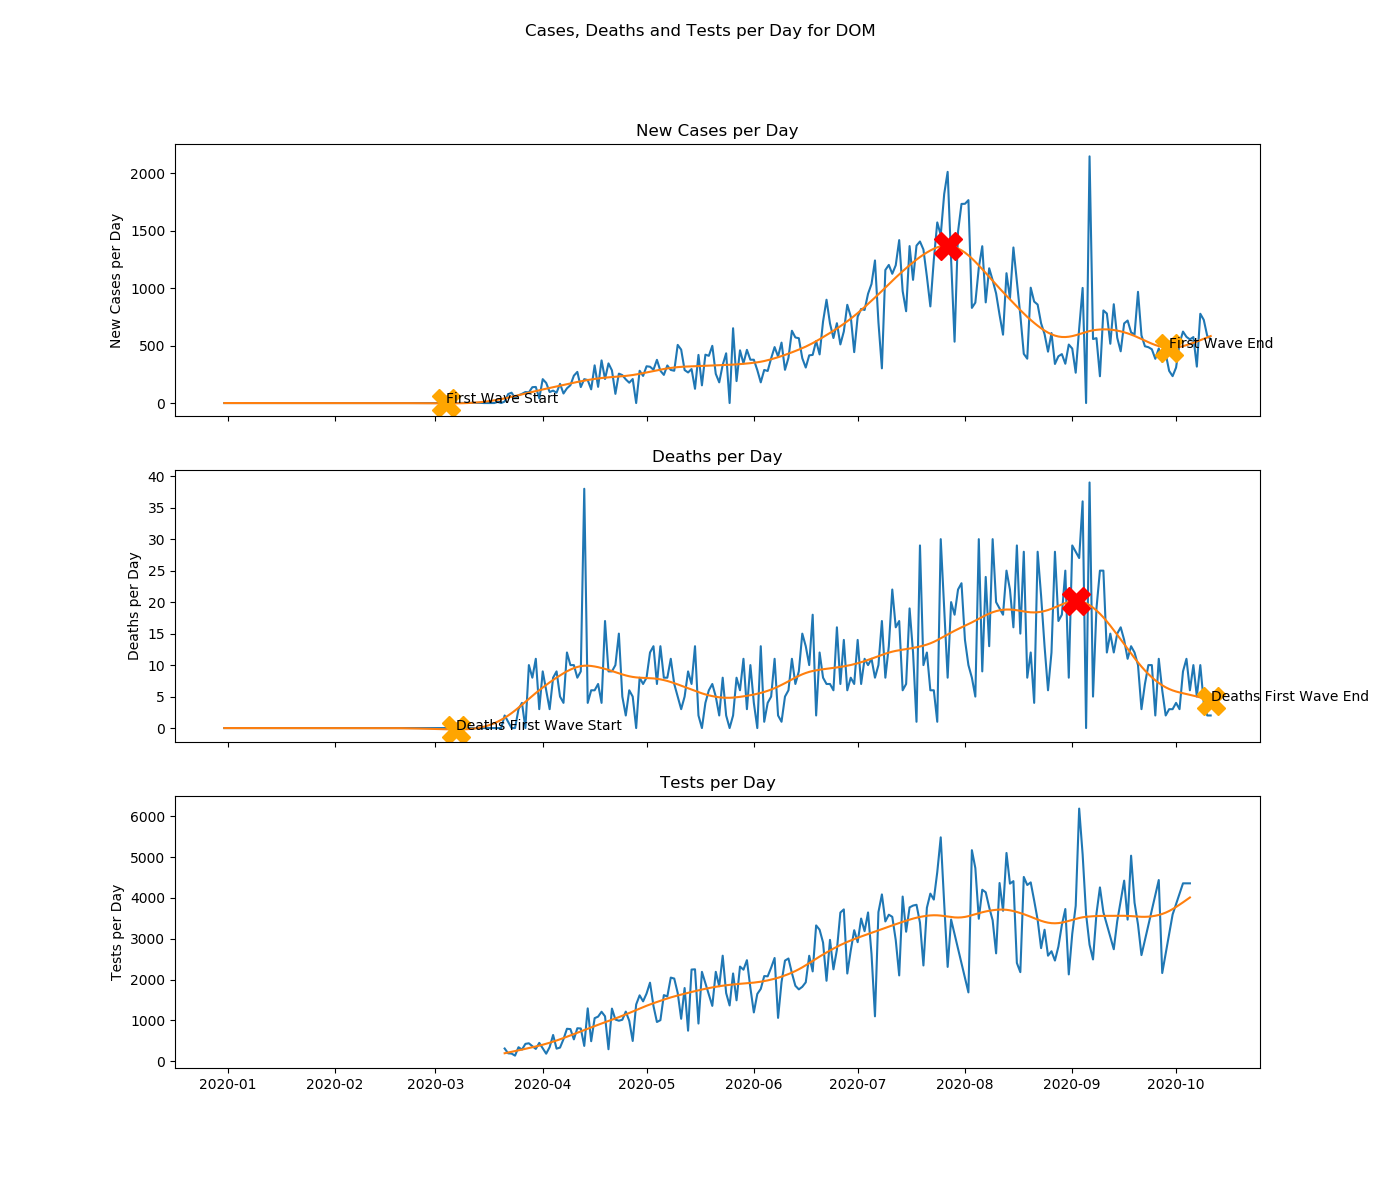 Cases, Deaths and Tests per Day for DOM
New Cases per Day
New Cases per Day
2000
1500
1000
500
0
First Wave Start
First Wave End
Deaths per Day
Deaths per Day
40
35
30
25
20
15
10
5
0
Deaths First Wave Start
Deaths First Wave End
Tests per Day
Tests per Day
6000
5000
4000
3000
2000
1000
0
2020-01 2020-02 2020-03 2020-04 2020-05 2020-06 2020-07 2020-08 2020-09 2020-10